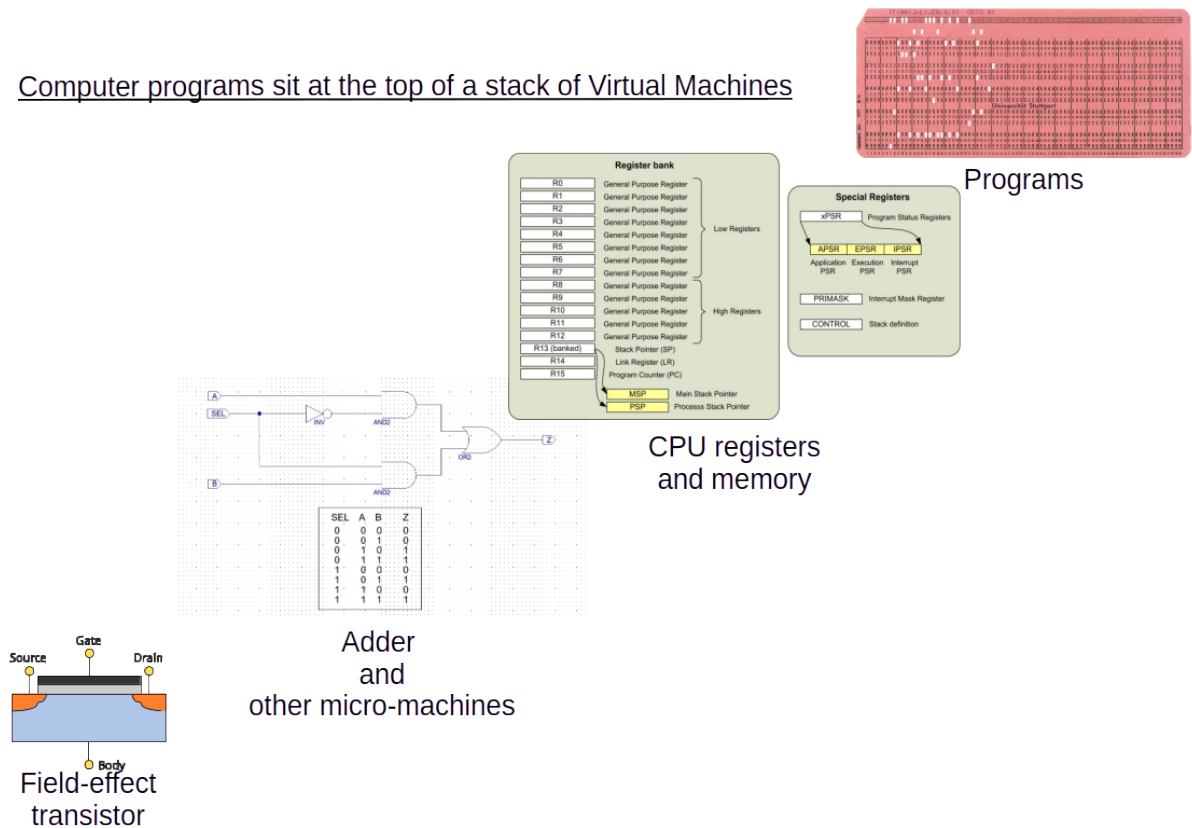 Computer programs sit at the top of a stack of Virtual Machines
Universität Stuttgart
Programs
Register bank
R0 General Purpose Register
R1 General Purpose Register
R2 General Purpose Register
R3 General Purpose Register
R4 General Purpose Register
R5 General Purpose Register
R6 General Purpose Register
R7 General Purpose Register
Low Registers
R8 General Purpose Register
R9 General Purpose Register
R10 General Purpose Register
R11 General Purpose Register
R12 General Purpose Register
High Registers
R13 (banked) Stack Pointer (SP)
R14 Link Register (LR)
R15 Program Counter (PC)
MSP Main Stack Pointer
PSP Processs Stack Pointer
Special Registers
xPSR Program Status Registers
APSR EPSR IPSR
Application PSR
Execution PSR
Interrupt PSR
PRIMASK Interrupt Mask Register
CONTROL Stack definition
CPU registers
and memory
A
SEL
INV
AND2
OR2
Z
B
AND2
SEL A B Z
0 0 0 0
0 0 1 0
0 1 0 1
0 1 1 1
1 0 0 0
1 0 1 1
1 1 0 0
1 1 1 1
Adder
and
other micro-machines
Gate
Source
Drain
Body
Field-effect
transistor